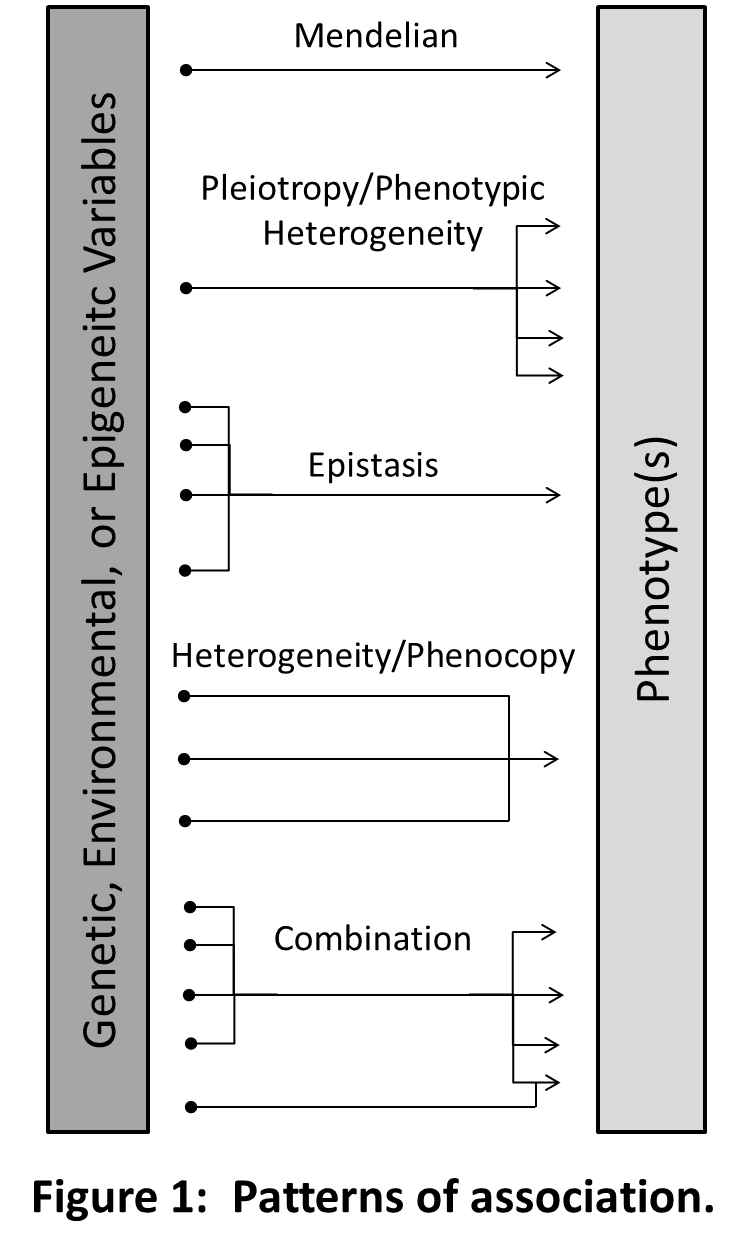 Genetic, Environmental, or Epigeneitc Variables
Mendelian
Pleiotropy/Phenotypic
Heterogeneity
Epistasis
Heterogeneity/Phenocopy
Combination
Phenotype(s)
Figure 1:  Patterns of association.